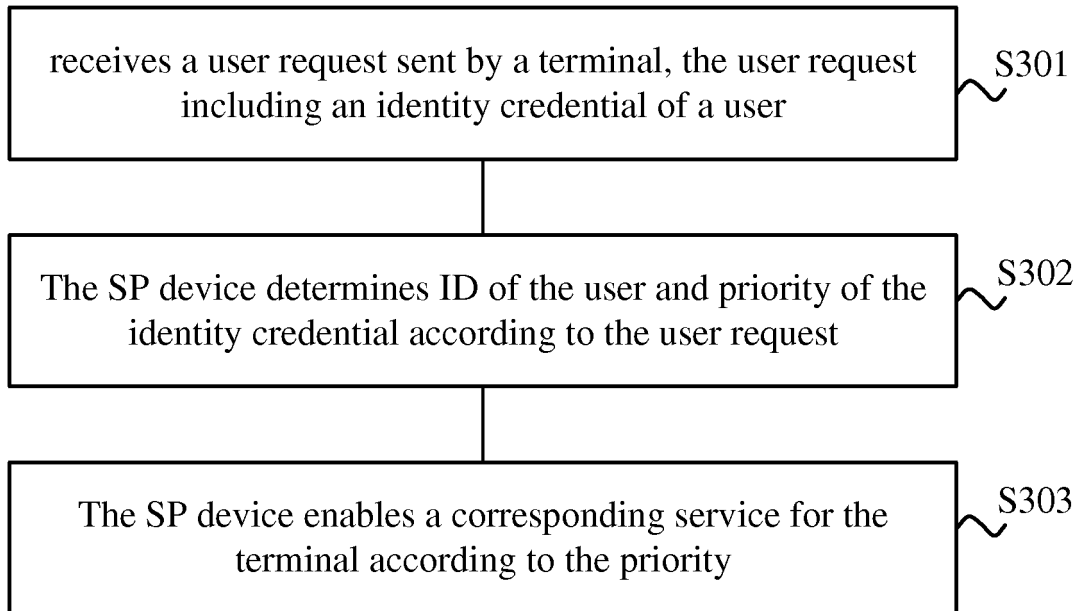 receives a user request sent by a terminal, the user request
including an identity credential of a user
S301
The SP device determines ID of the user and priority of the
identity credential according to the user request
S302
The SP device enables a corresponding service for the
terminal according to the priority
S303